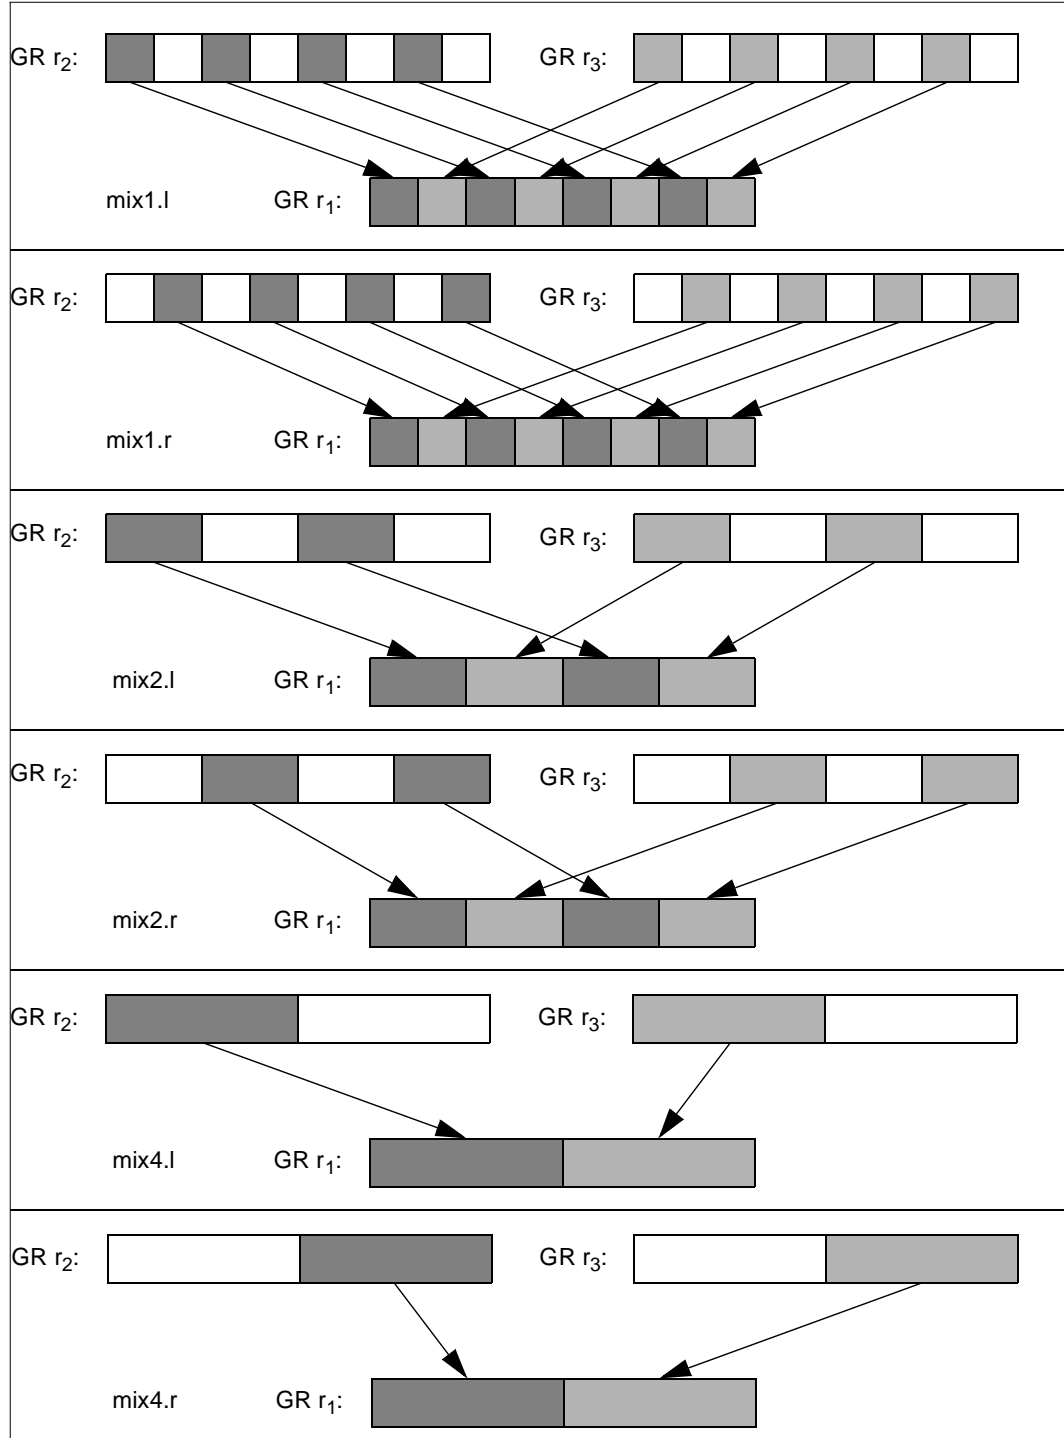 GR r2: GR r3:
mix1.l GR r1:
GR r2: GR r3:
mix1.r GR r1:
GR r2: GR r3:
mix2.l GR r1:
GR r2: GR r3:
mix2.r GR r1:
GR r2: GR r3:
mix4.l GR r1:
GR r2: GR r3:
mix4.r GR r1: